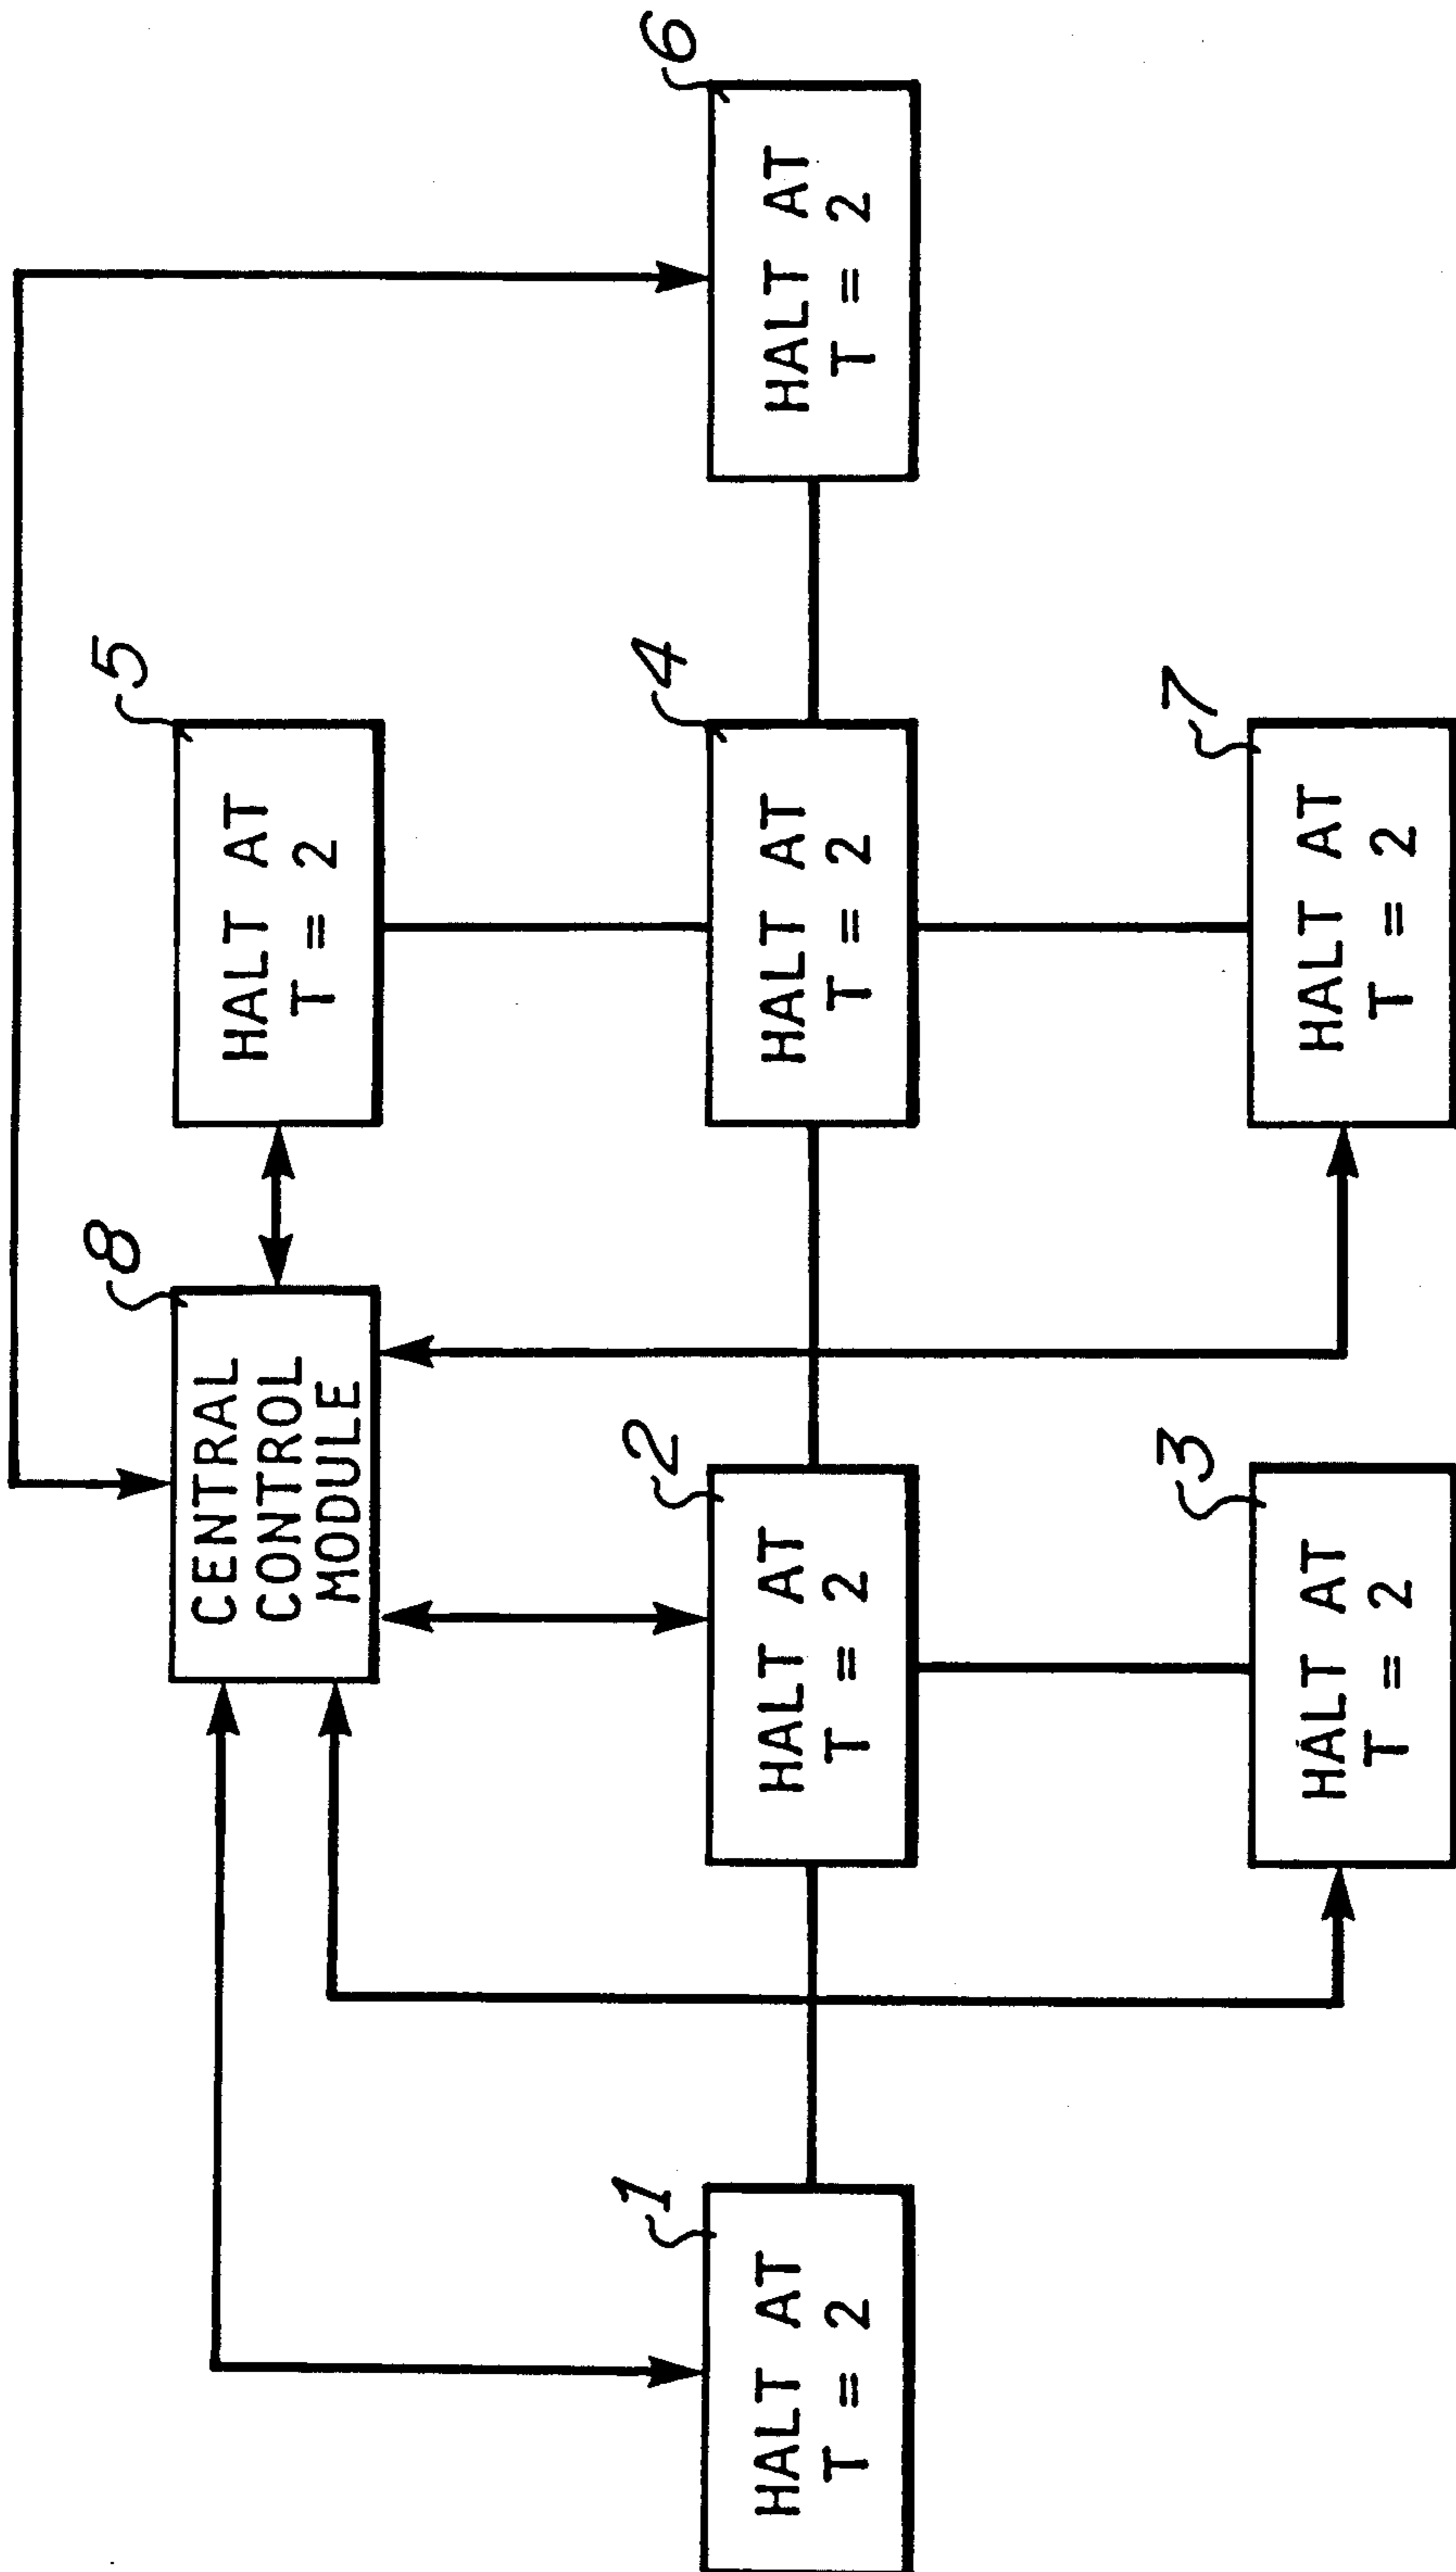 8
CENTRAL
CONTROL
MODULE
5
HALT AT
T = 2
1
HALT AT
T = 2
2
HALT AT
T = 2
4
HALT AT
T = 2
6
HALT AT
T = 2
3
HALT AT
T = 2
7
HALT AT
T = 2